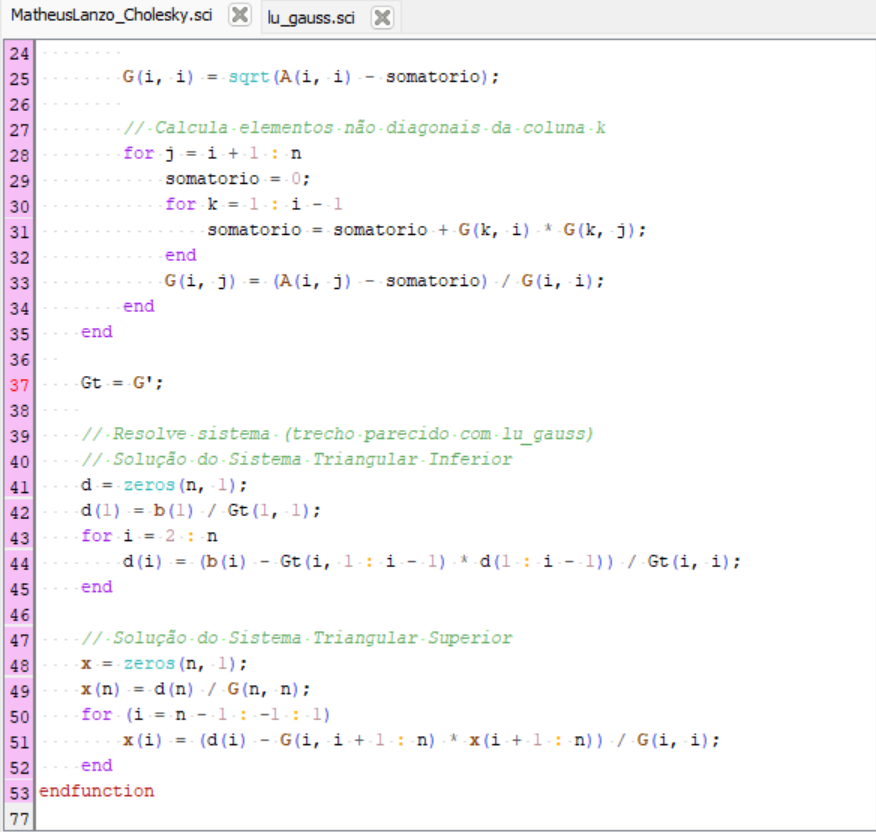 MatheusLanzo_Cholesky.sci lu_gauss.sci
24
25 G(i, i) = sqrt(A(i, i) - somatorio);
26
27 // Calcula elementos não diagonais da coluna k
28 for j = i + 1 : n
29 somatorio = 0;
30 for k = 1 : i - 1
31 somatorio = somatorio + G(k, i) * G(k, j);
32 end
33 G(i, j) = (A(i, j) - somatorio) / G(i, i);
34 end
35 end
36
37 Gt = G';
38
39 // Resolve sistema (trecho parecido com lu_gauss)
40 // Solução do Sistema Triangular Inferior
41 d = zeros(n, 1);
42 d(1) = b(1) / Gt(1, 1);
43 for i = 2 : n
44 d(i) = (b(i) - Gt(i, 1 : i - 1) * d(1 : i - 1)) / Gt(i, i);
45 end
46
47 // Solução do Sistema Triangular Superior
48 x = zeros(n, 1);
49 x(n) = d(n) / G(n, n);
50 for (i = n - 1 : -1 : 1)
51 x(i) = (d(i) - G(i, i + 1 : n) * x(i + 1 : n)) / G(i, i);
52 end
53 endfunction
77